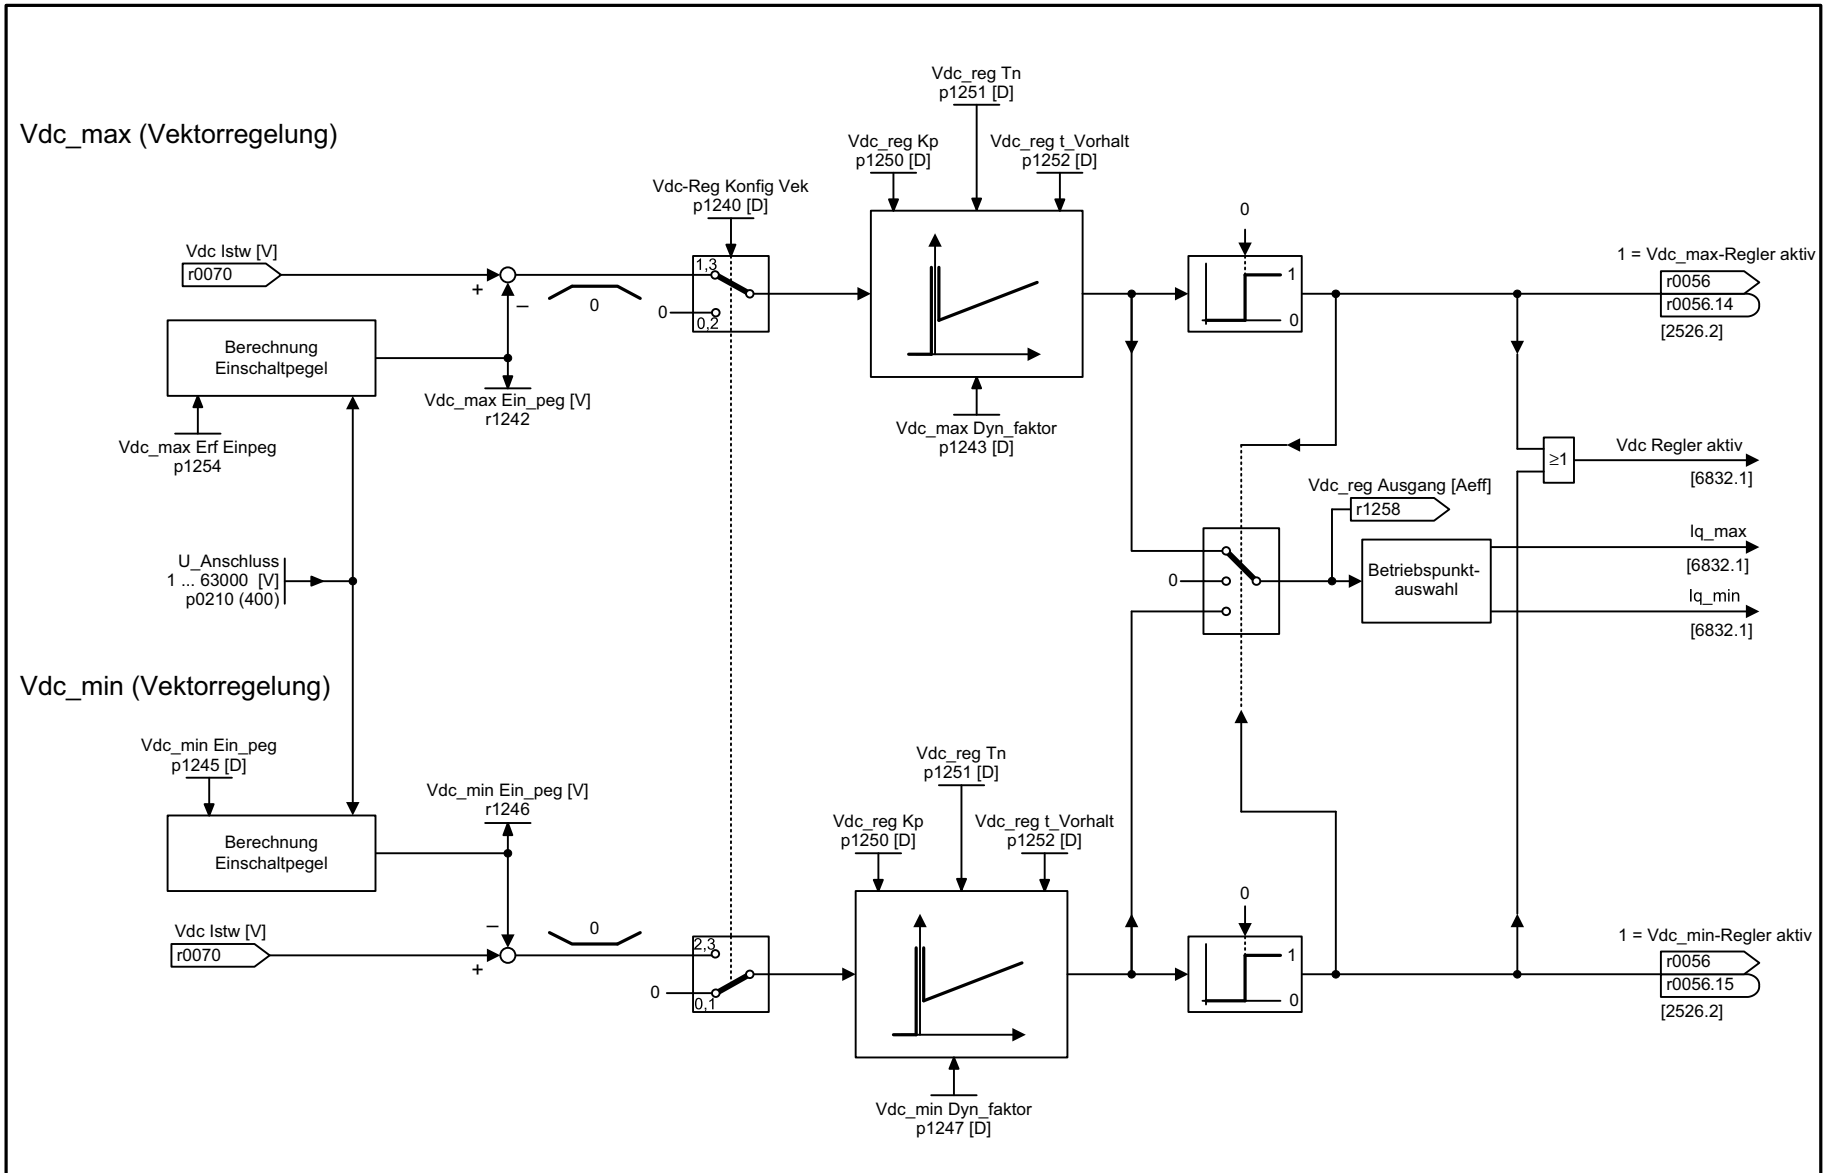 Vdc_max (Vektorregelung)
Vdc_reg Tn
p1251 [D]
Vdc_reg Kp
p1250 [D]
Vdc_reg t_Vorhalt
p1252 [D]
Vdc-Reg Konfig Vek
p1240 [D]
Vdc Istw [V]
r0070
+
–
0
1,3
0
0,2
Berechnung
Einschaltpegel
Vdc_max Ein_peg [V]
r1242
Vdc_max Erf Einpeg
p1254
Vdc_max Dyn_faktor
p1243 [D]
0
1
0
1 = Vdc_max-Regler aktiv
r0056
r0056.14
[2526.2]
≥1
Vdc Regler aktiv
[6832.1]
Vdc_reg Ausgang [Aeff]
r1258
0
Betriebspunkt-
auswahl
Iq_max
[6832.1]
Iq_min
[6832.1]
U_Anschluss
1 ... 63000 [V]
p0210 (400)
Vdc_min (Vektorregelung)
Vdc_min Ein_peg
p1245 [D]
Vdc_min Ein_peg [V]
r1246
Berechnung
Einschaltpegel
Vdc_reg Tn
p1251 [D]
Vdc_reg Kp
p1250 [D]
Vdc_reg t_Vorhalt
p1252 [D]
Vdc Istw [V]
r0070
–
+
0
2,3
0
0,1
Vdc_min Dyn_faktor
p1247 [D]
0
1
0
1 = Vdc_min-Regler aktiv
r0056
r0056.15
[2526.2]